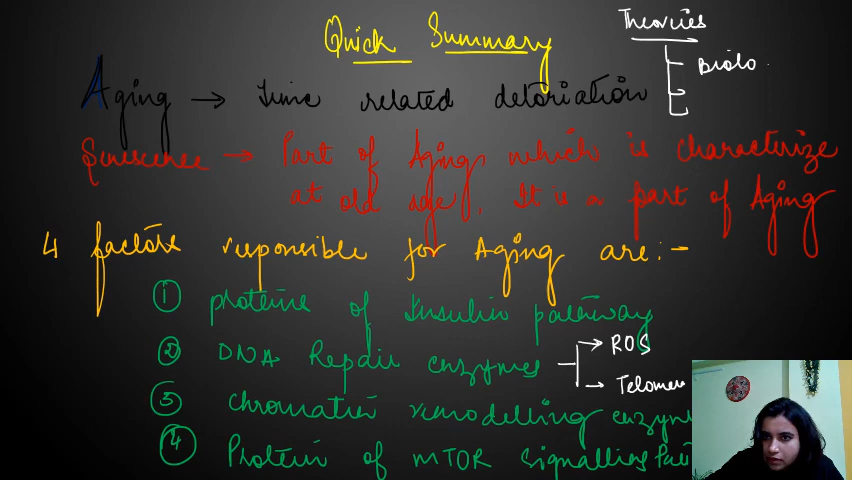 Quick Summary
Theories
Biolo
Aging → time related detoriation
Senescence → Part of Aging which is characterize
at old age. It is a part of Aging
4 factors responsible for Aging are:-
① proteins of Insulin pathway
② DNA Repair enzymes
→ ROS
→ Telomere
③ chromatin remodelling enzyme
④ Protein of mTOR signalling Pat